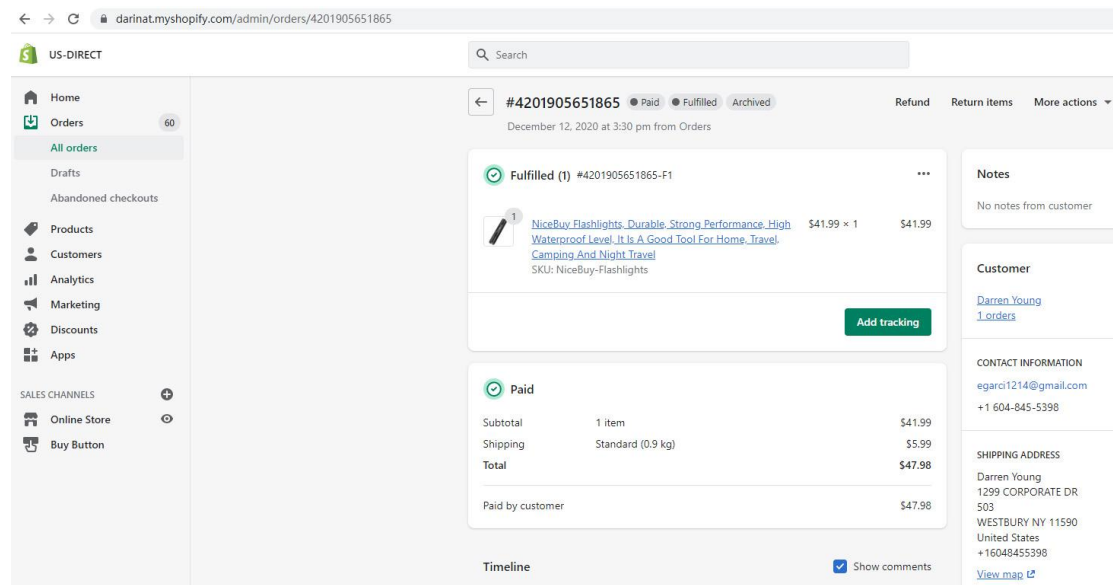 darinat.myshopify.com/admin/orders/4201905651865
US-DIRECT
Search
Home
Orders 60
All orders
Drafts
Abandoned checkouts
Products
Customers
Analytics
Marketing
Discounts
Apps
SALES CHANNELS
Online Store
Buy Button
#4201905651865 Paid Fulfilled Archived
Refund Return items More actions
December 12, 2020 at 3:30 pm from Orders
Fulfilled (1) #4201905651865-F1
1
NiceBuy Flashlights, Durable, Strong Performance, High $41.99 × 1 $41.99
Waterproof Level, It Is A Good Tool For Home, Travel,
Camping And Night Travel
SKU: NiceBuy-Flashlights
Add tracking
Paid
Subtotal 1 item $41.99
Shipping Standard (0.9 kg) $5.99
Total $47.98
Paid by customer $47.98
Timeline Show comments
Notes
No notes from customer
Customer
Darren Young
1 orders
CONTACT INFORMATION
egarci1214@gmail.com
+1 604-845-5398
SHIPPING ADDRESS
Darren Young
1299 CORPORATE DR
503
WESTBURY NY 11590
United States
+16048455398
View map